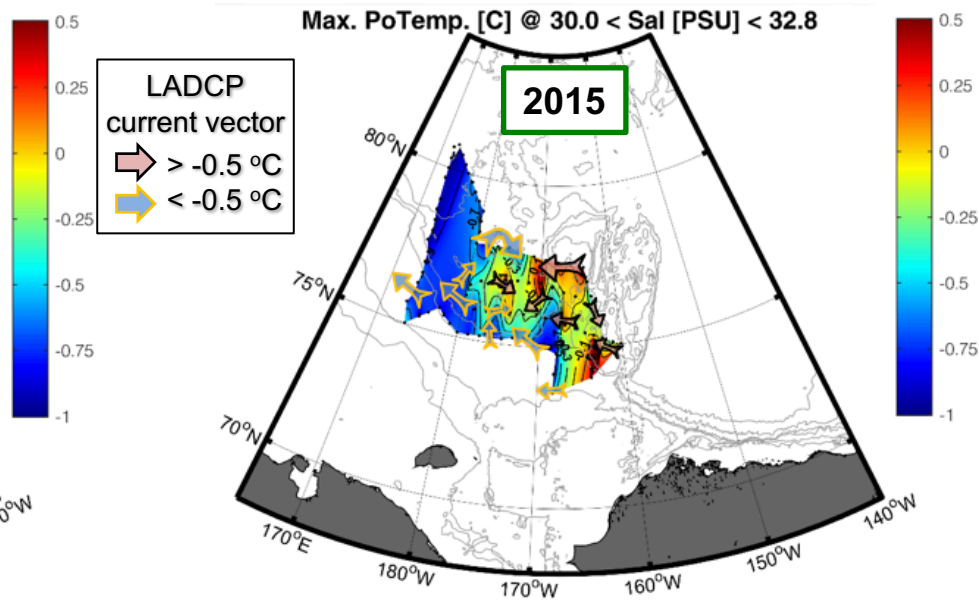 Max. PoTemp. [C] @ 30.0 < Sal [PSU] < 32.8
0.5
0.25
0
-0.25
-0.5
-0.75
-1
LADCP
current vector
> -0.5 °C
< -0.5 °C
2015
80°N
75°N
70°N
170°E
180°W
170°W
160°W
150°W
140°W
0°W
0.5
0.25
0
-0.25
-0.5
-0.75
-1